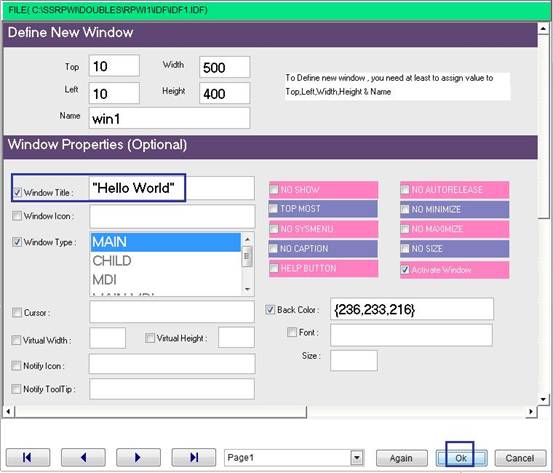 FILE( C:\SSRPWI\DOUBLES\RPWI1\IDF\IDF1.IDF)
Define New Window
Top 10 Width 500
Left 10 Height 400
Name win1
To Define new window , you need at least to assign value to
Top,Left,Width,Height & Name
Window Properties (Optional)
Window Title : "Hello World"
Window Icon :
Window Type : MAIN
CHILD
MDI
MAIN MDI
NO SHOW NO AUTORELEASE
TOP MOST NO MINIMIZE
NO SYSMENU NO MAXIMIZE
NO CAPTION NO SIZE
HELP BUTTON Activate Window
Cursor :
Virtual Width : Virtual Height :
Notify Icon :
Notify ToolTip :
Back Color : {236,233,216}
Font :
Size :
Page1 Again Ok Cancel